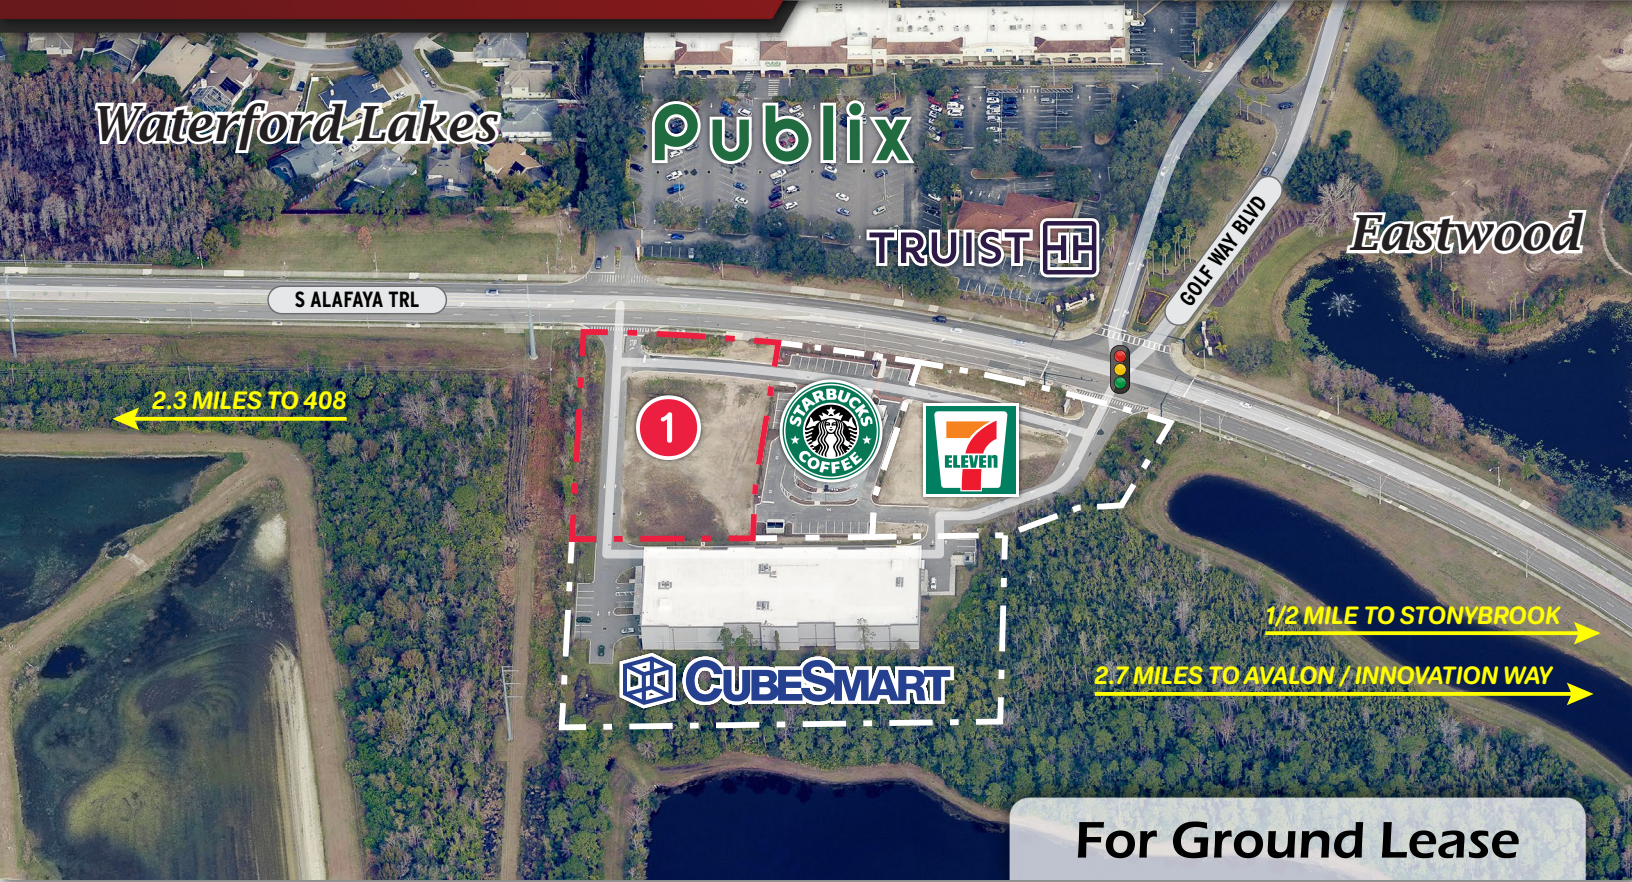 Waterford Lakes
Publix
TRUIST
Eastwood
GOLF WAY BLVD
S ALAFAYA TRL
2.3 MILES TO 408
1
STARBUCKS
COFFEE
7
ELEVEN
1/2 MILE TO STONYBROOK
2.7 MILES TO AVALON / INNOVATION WAY
CUBESMART
For Ground Lease